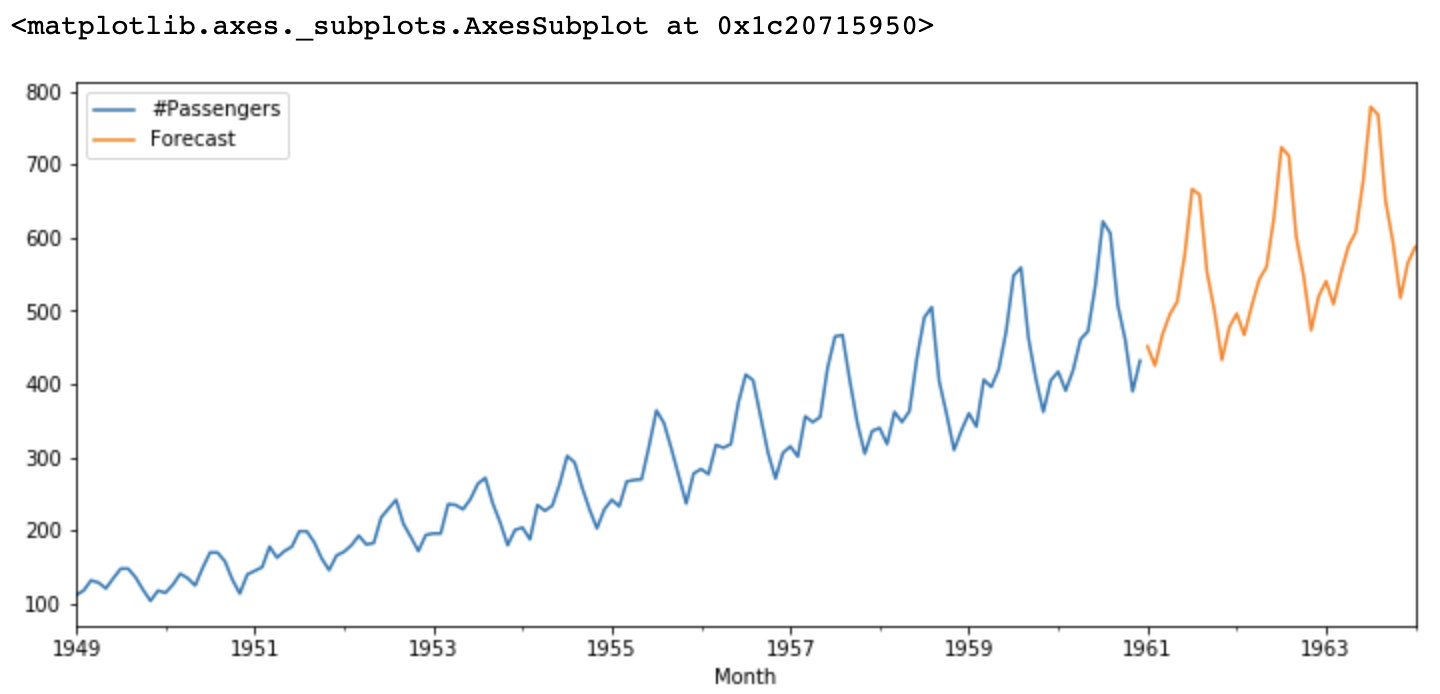 <matplotlib.axes._subplots.AxesSubplot at 0x1c20715950>
800
#Passengers
Forecast
700
600
500
400
300
200
100
1949 1951 1953 1955 1957 1959 1961 1963
Month